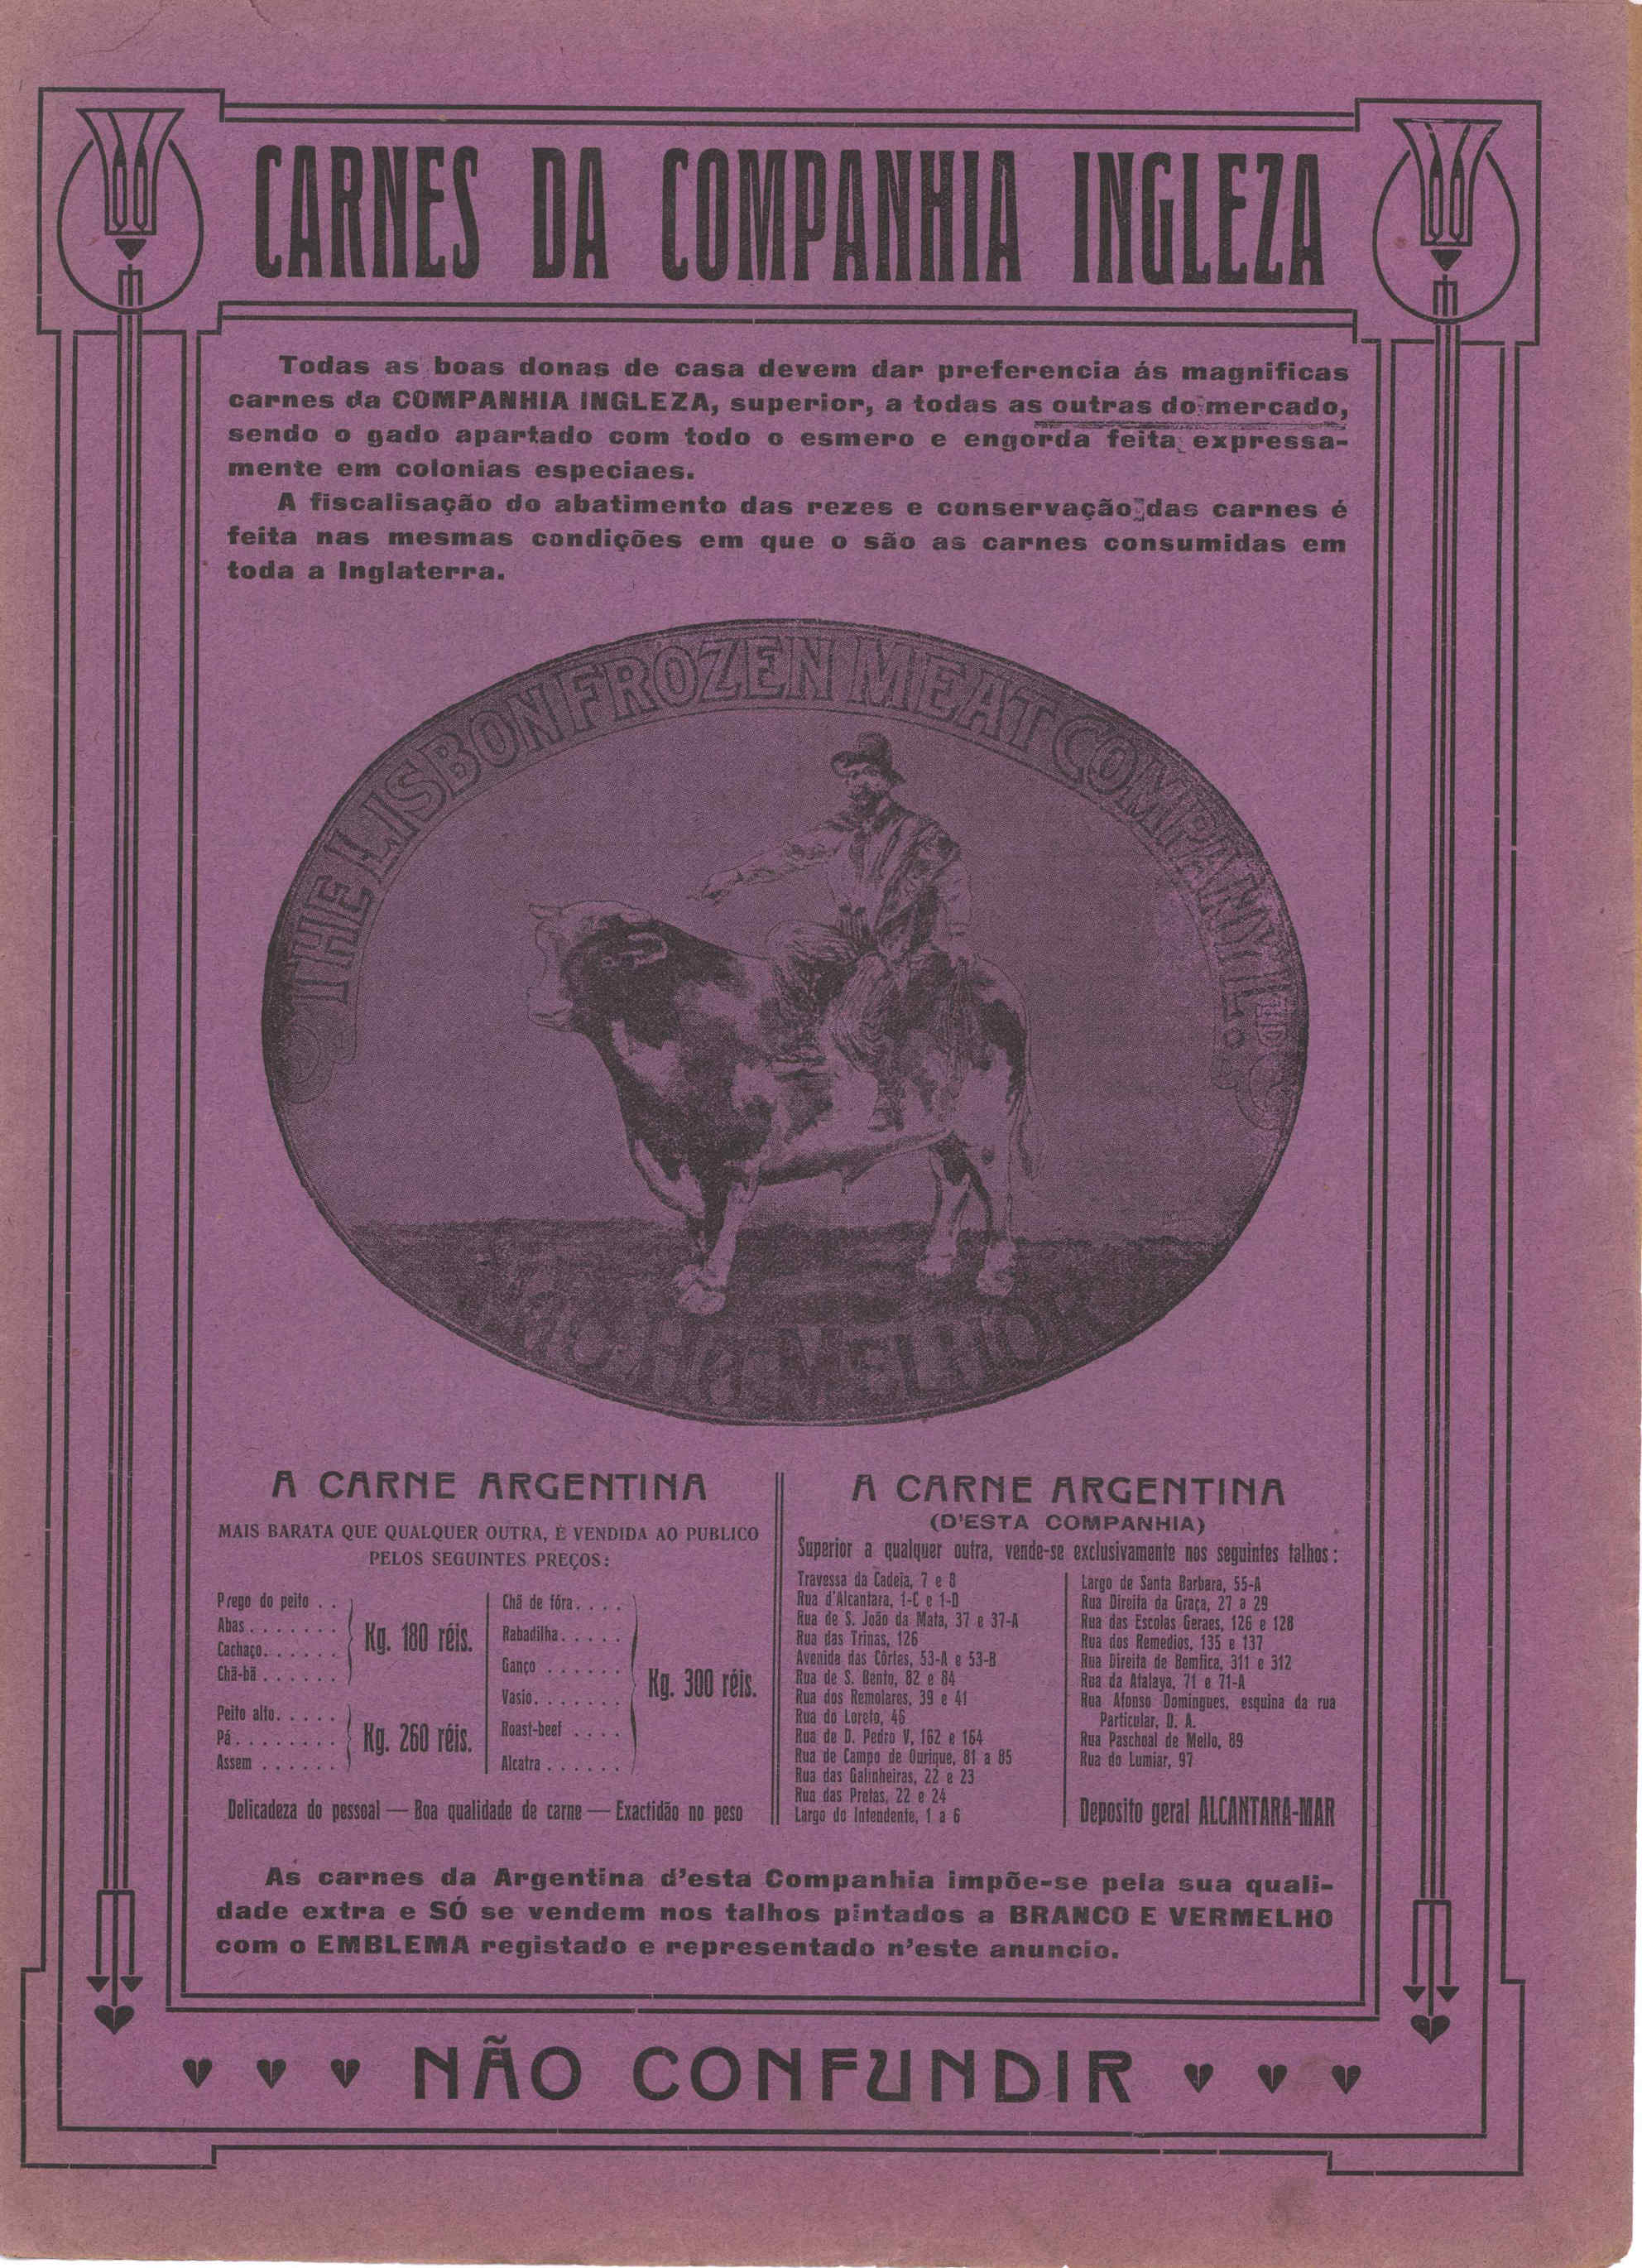 CARNES DA COMPANHIA INGLEZA
Todas as boas donas de casa devem dar preferencia ás magnificas
carnes da COMPANHIA INGLEZA, superior, a todas as outras do mercado,
sendo o gado apartado com todo o esmero e engorda feita expressa-
mente em colonias especiaes.
A fiscalisação do abatimento das rezes e conservação das carnes é
feita nas mesmas condições em que o são as carnes consumidas em
toda a Inglaterra.
THE LISBON FROZEN MEAT COMPANY LTED
NÃO HA MELHOR
A CARNE ARGENTINA
MAIS BARATA QUE QUALQUER OUTRA, É VENDIDA AO PUBLICO
PELOS SEGUINTES PREÇOS:
Prego do peito . .
Abas. . . . . . . .
Cachaço. . . . . .
Chã-bã . . . . . .
Kg. 180 réis.
Peito alto. . . . .
Pá. . . . . . . . .
Assem . . . . . .
Kg. 260 réis.
Chã de fóra. . . .
Rabadilha. . . . .
Ganço . . . . . .
Vasio. . . . . . .
Roast-beef . . . .
Alcatra . . . . . .
Kg. 300 réis.
Delicadeza do pessoal — Boa qualidade de carne — Exactidão no peso
A CARNE ARGENTINA
(D'ESTA COMPANHIA)
Superior a qualquer outra, vende-se exclusivamente nos seguintes talhos:
Travessa da Cadeia, 7 e 8
Rua d'Alcantara, 1-C e 1-D
Rua de S. João da Mata, 37 e 37-A
Rua das Trinas, 126
Avenida das Côrtes, 53-A e 53-B
Rua de S. Bento, 82 e 84
Rua dos Remolares, 39 e 41
Rua do Loreto, 46
Rua de D. Pedro V, 162 e 164
Rua de Campo de Ourique, 81 a 85
Rua das Galinheiras, 22 e 23
Rua das Pretas, 22 e 24
Largo do Intendente, 1 a 6
Largo de Santa Barbara, 55-A
Rua Direita da Graça, 27 a 29
Rua das Escolas Geraes, 126 e 128
Rua dos Remedios, 135 e 137
Rua Direita de Bemfica, 311 e 312
Rua da Atalaya, 71 e 71-A
Rua Afonso Domingues, esquina da rua
Particular, D. A.
Rua Paschoal de Mello, 89
Rua do Lumiar, 97
Deposito geral ALCANTARA-MAR
As carnes da Argentina d'esta Companhia impõe-se pela sua quali-
dade extra e SÓ se vendem nos talhos pintados a BRANCO E VERMELHO
com o EMBLEMA registado e representado n'este anuncio.
NÃO CONFUNDIR